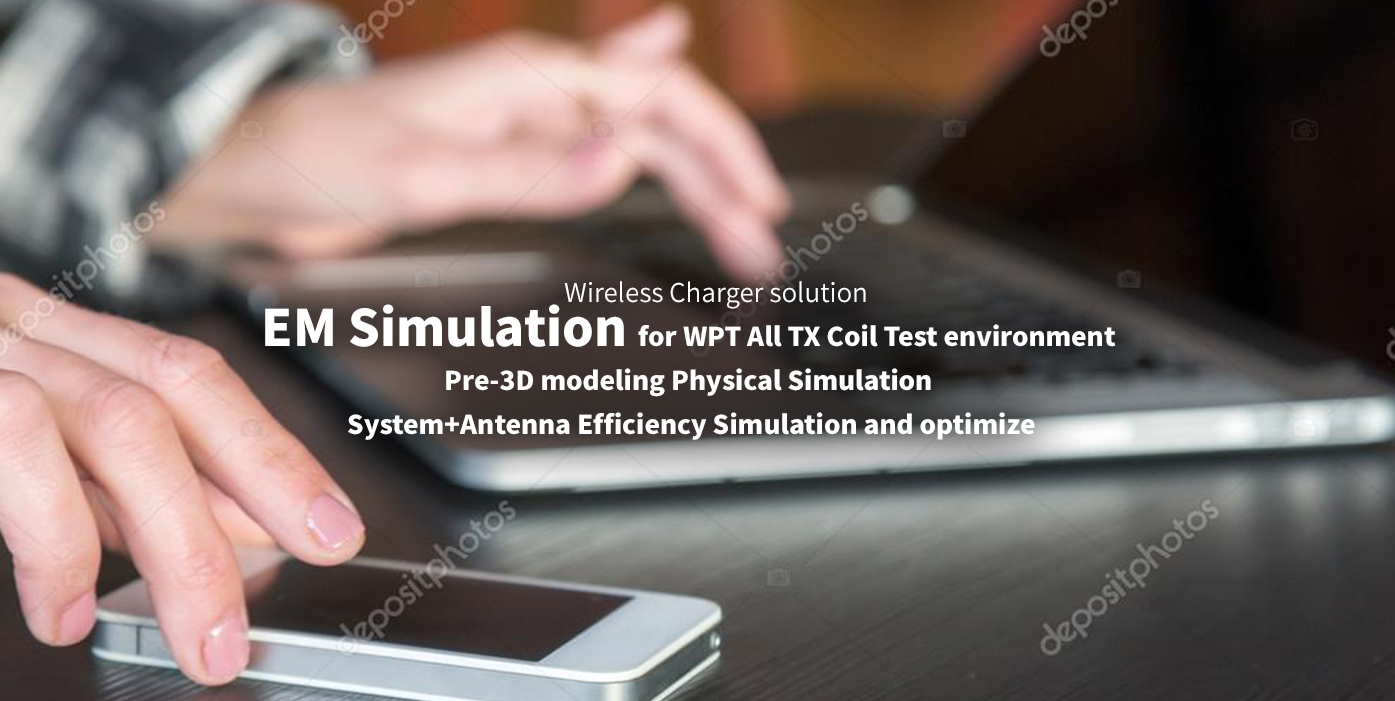 depositphotos
depositphotos
depositphotos
depositphotos
Wireless Charger solution
EM Simulation for WPT All TX Coil Test environment
Pre-3D modeling Physical Simulation
System+Antenna Efficiency Simulation and optimize
depositphotos
depositphotos